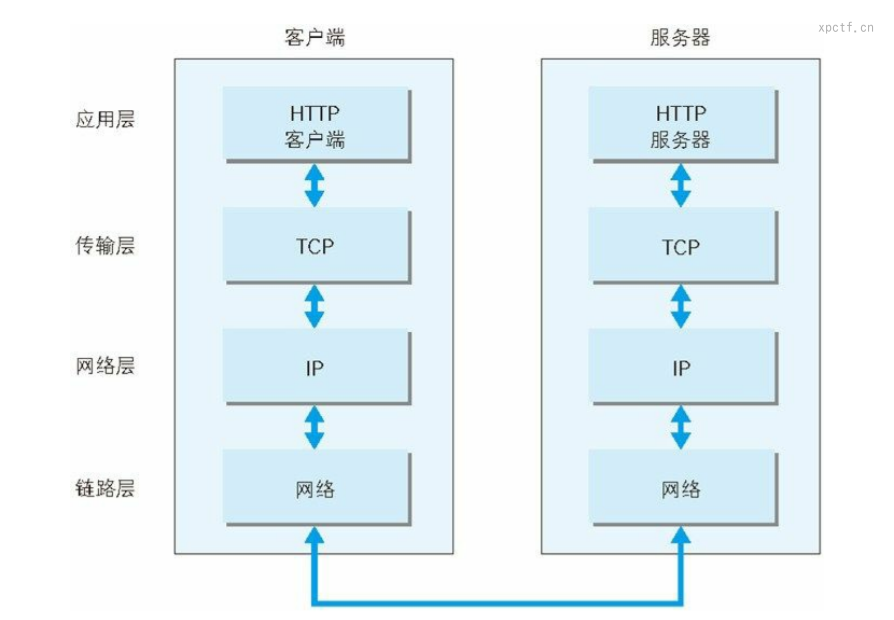 xpctf.cn
客户端
服务器
应用层
HTTP
客户端
HTTP
服务器
传输层
TCP
TCP
网络层
IP
IP
链路层
网络
网络